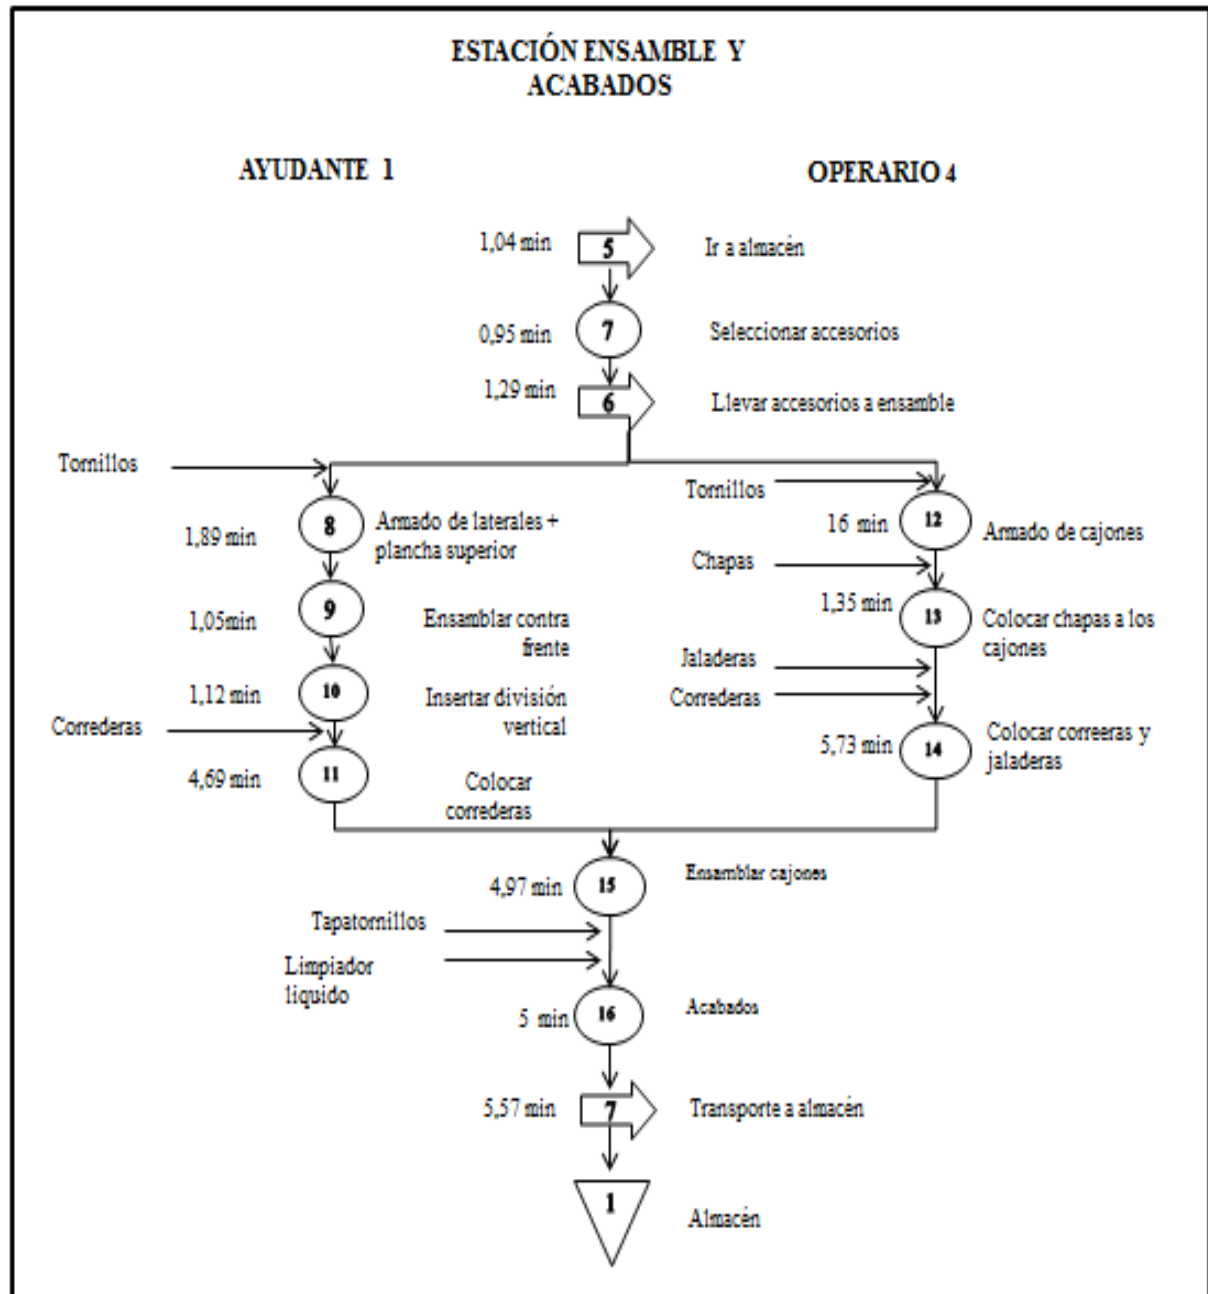 ESTACIÓN ENSAMBLE Y
ACABADOS
AYUDANTE 1
OPERARIO 4
1,04 min
5
Ir a almacén
0,95 min
7
Seleccionar accesorios
1,29 min
6
Llevar accesorios a ensamble
Tornillos
Tornillos
8
Armado de laterales +
plancha superior
1,89 min
16 min
12
Armado de cajones
Chapas
9
Ensamblar contra
frente
1,05min
1,35 min
13
Colocar chapas a los
cajones
Jaladeras
Correderas
10
Insertar división
vertical
1,12 min
Correderas
5,73 min
14
Colocar correeras y
jaladeras
4,69 min
11
Colocar
correderas
4,97 min
15
Ensamblar cajones
Tapatornillos
Limpiador
liquido
5 min
16
Acabados
5,57 min
7
Transporte a almacén
1
Almacén